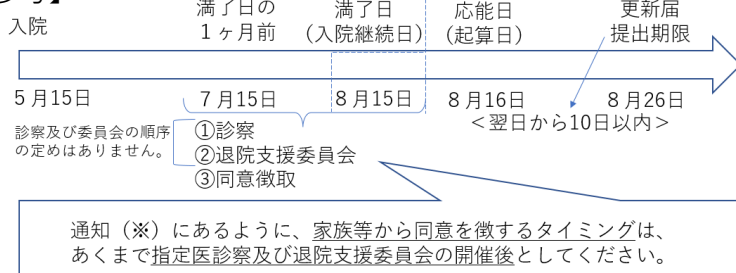 入院
満了日の
１ヶ月前
満了日
（入院継続日）
応能日
（起算日）
更新届
提出期限
５月15日
７月15日
８月15日
８月16日
８月26日
＜翌日から10日以内＞
診察及び委員会の順序
の定めはありません。
①診察
②退院支援委員会
③同意徴取
通知（※）にあるように、家族等から同意を徴するタイミングは、
あくまで指定医診察及び退院支援委員会の開催後としてください。